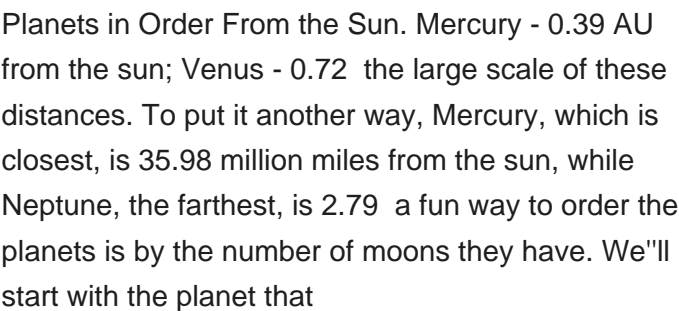 Planets in Order From the Sun. Mercury - 0.39 AU
from the sun; Venus - 0.72  the large scale of these
distances. To put it another way, Mercury, which is
closest, is 35.98 million miles from the sun, while
Neptune, the farthest, is 2.79  a fun way to order the
planets is by the number of moons they have. We"ll
start with the planet that